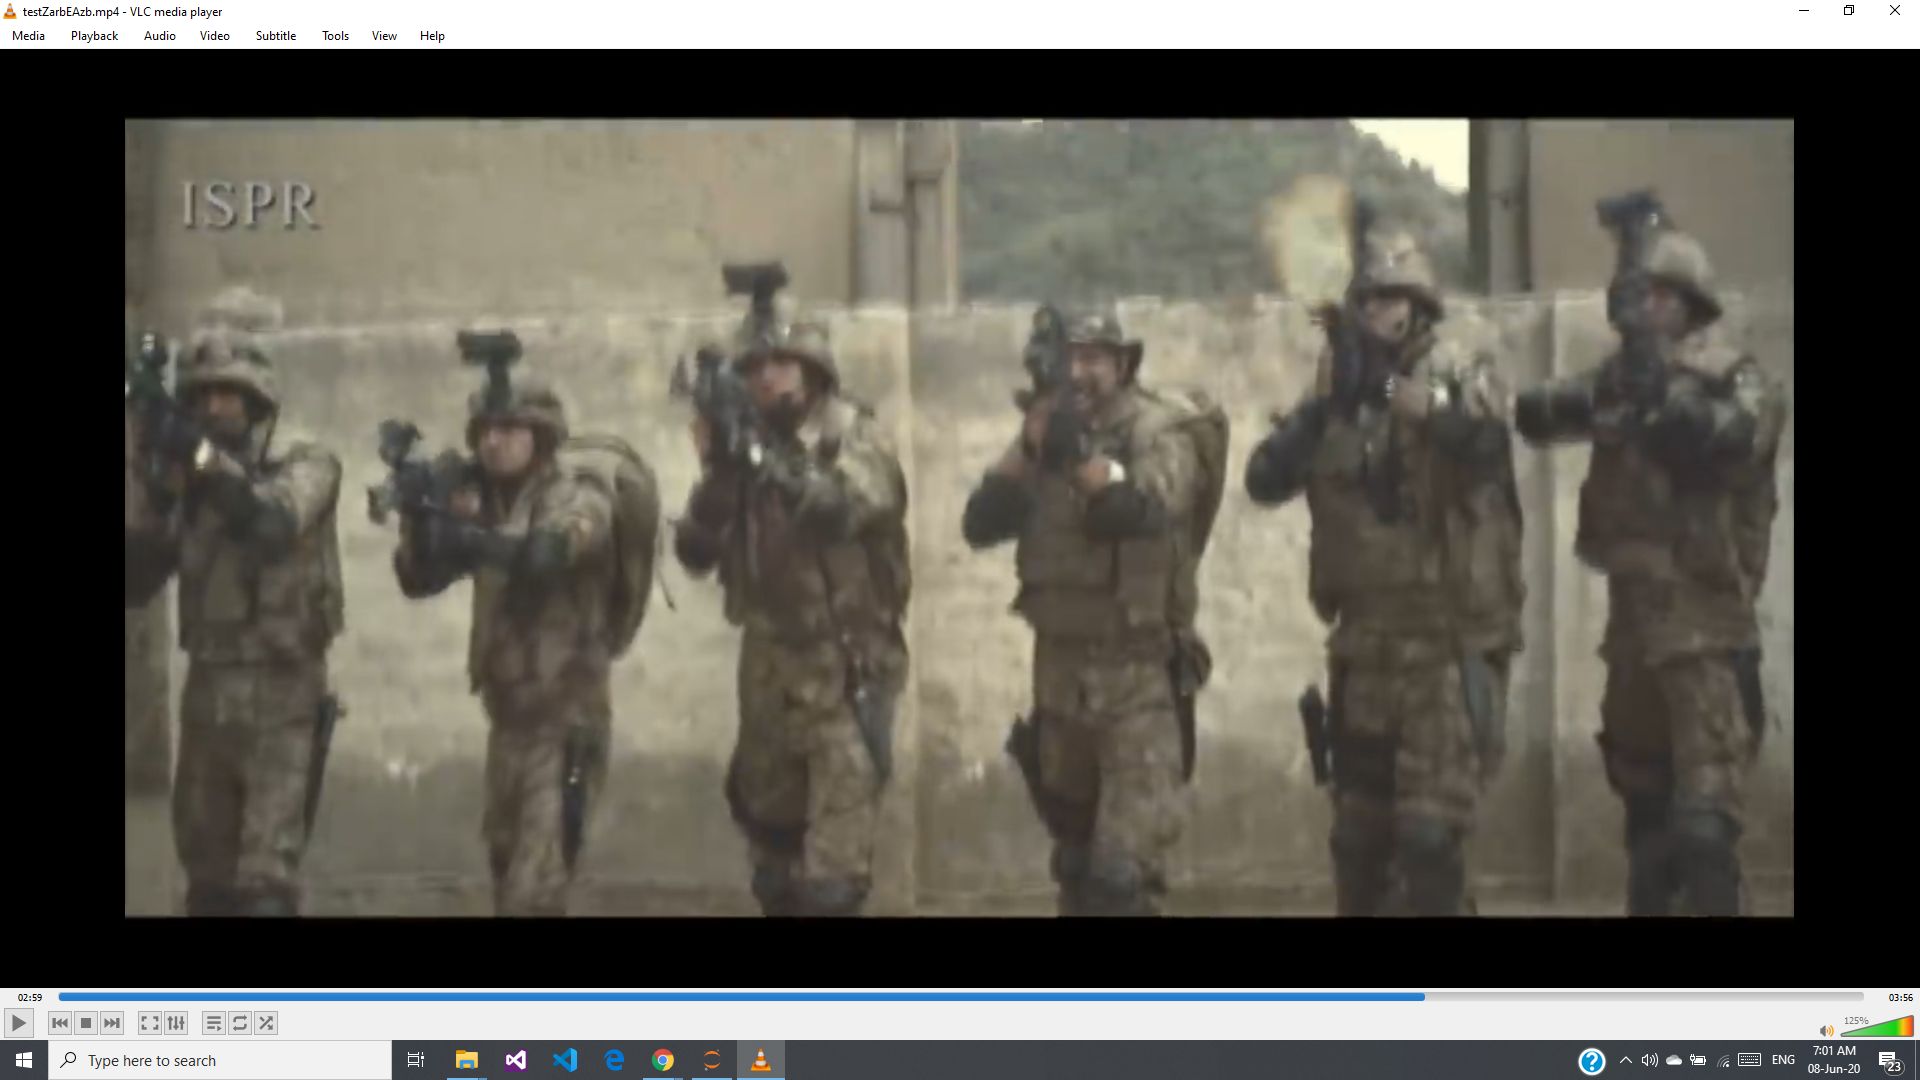 testZarbEAzb.mp4 - VLC media player
Media Playback Audio Video Subtitle Tools View Help
ISPR
02:59
03:56
125%
Type here to search
ENG
7:01 AM
08-Jun-20
23